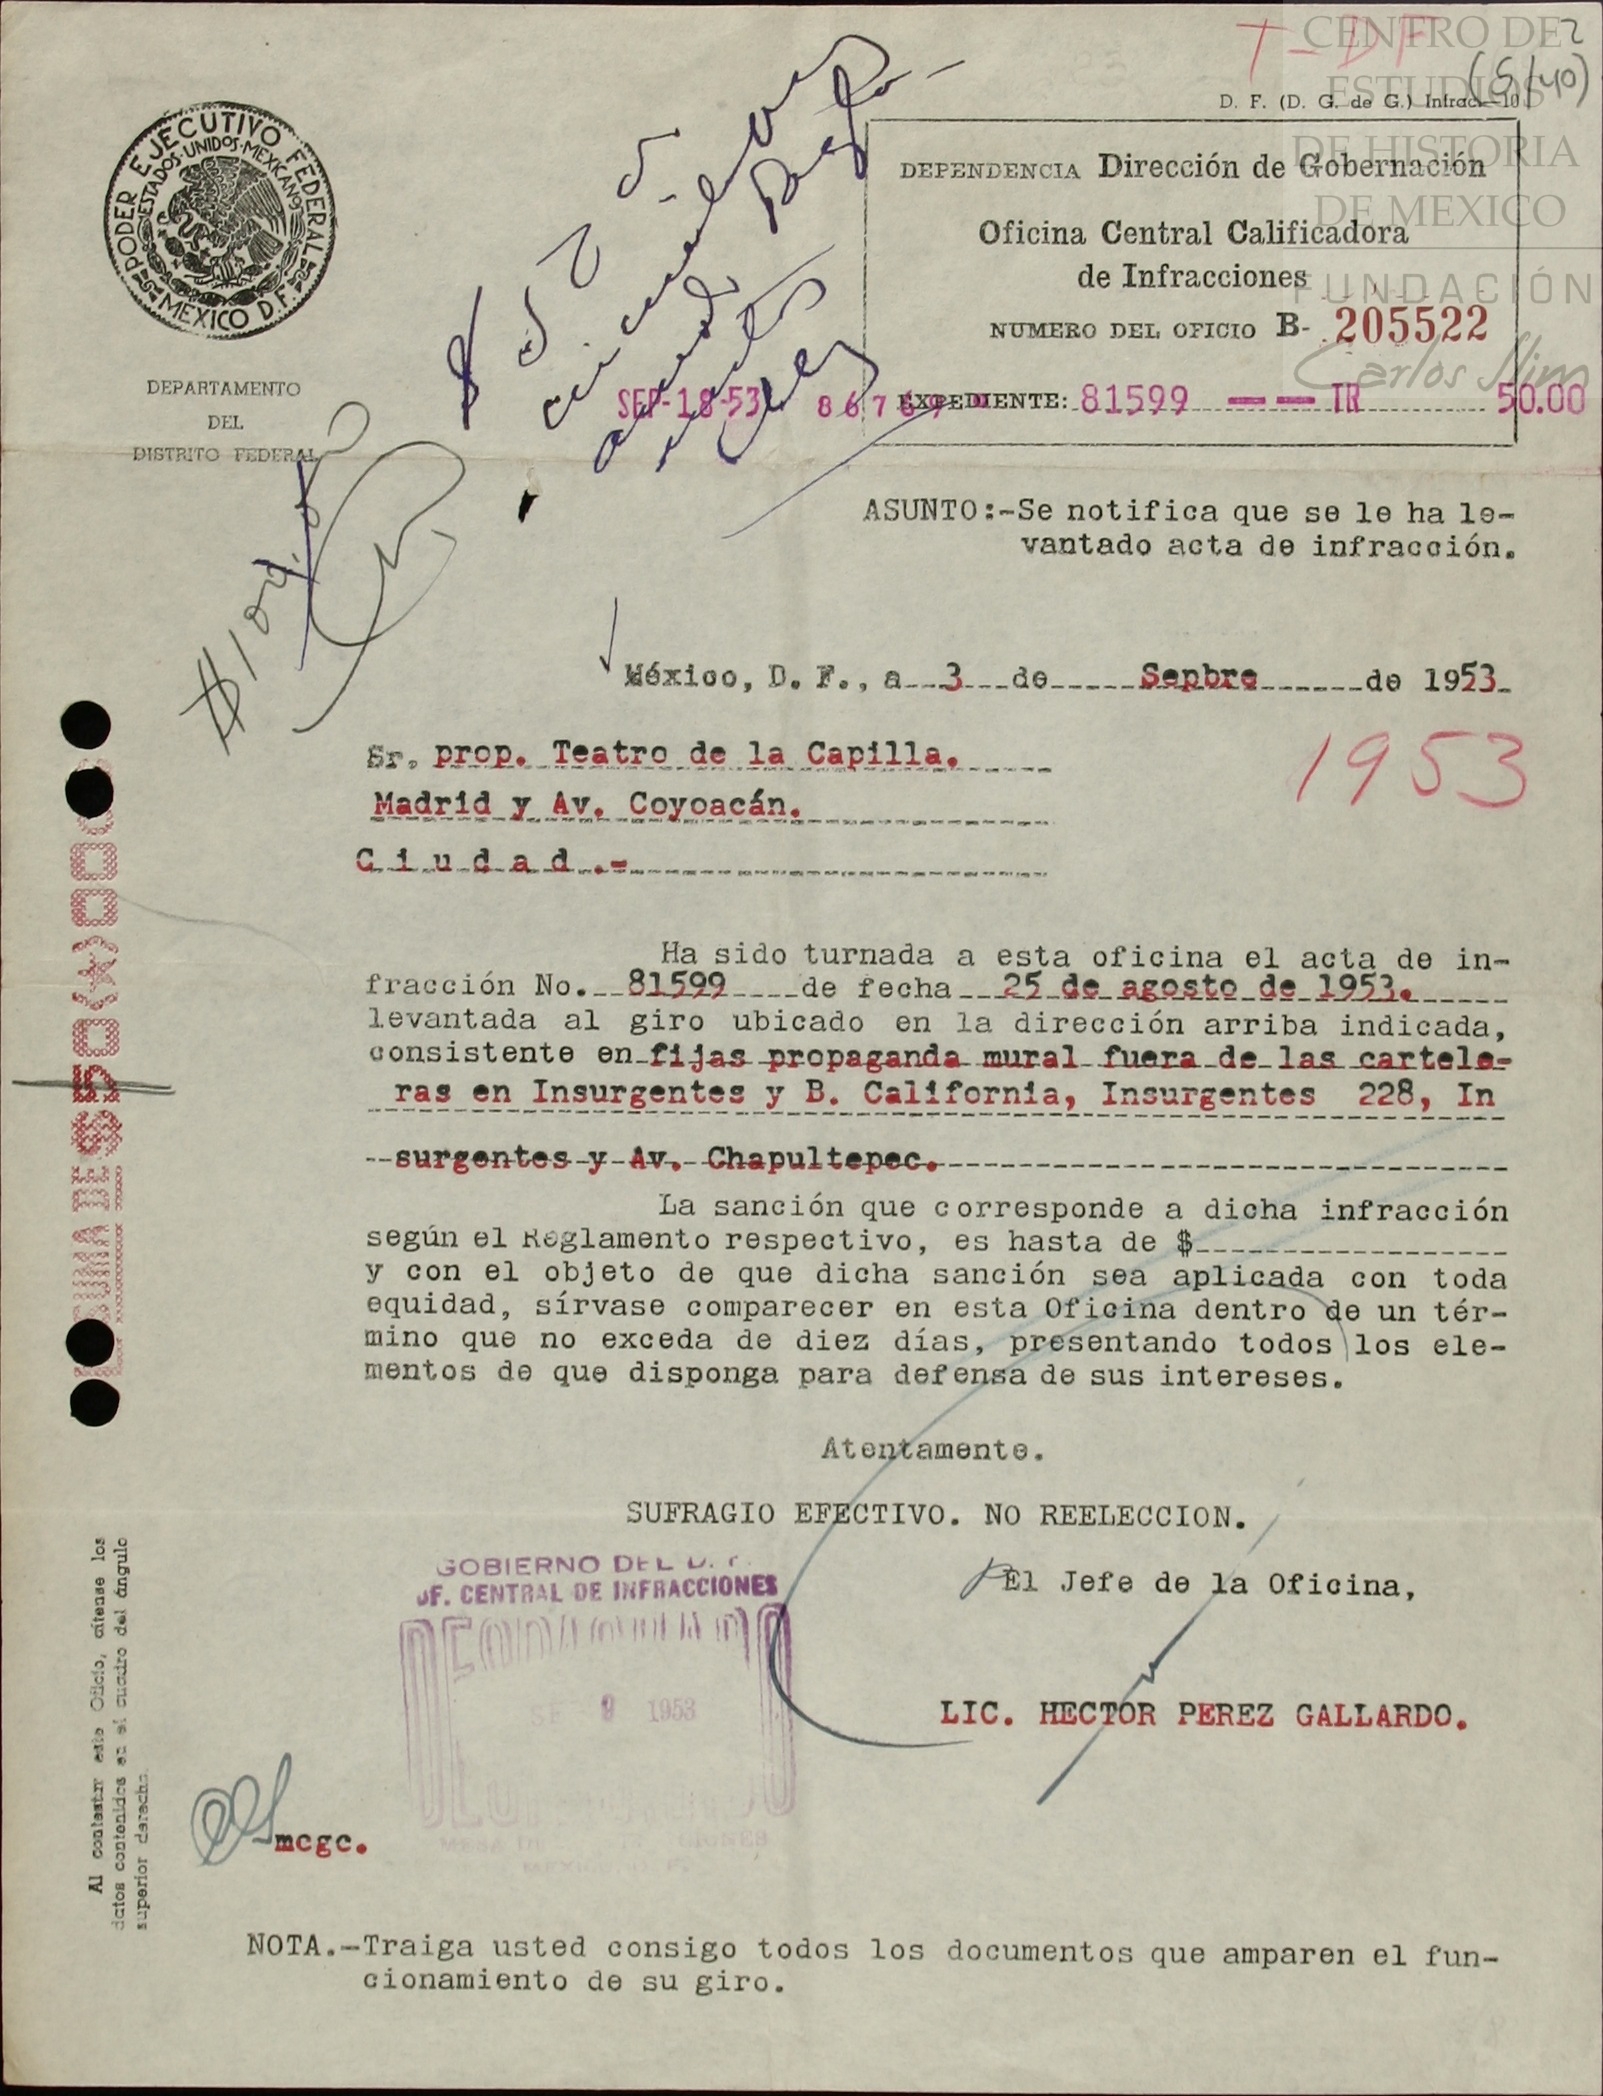 T-DF
2
(5/40)
CENTRO DE
ESTUDIOS
DE HISTORIA
DE MEXICO
FUNDACIÓN
Carlos Slim
D. F. (D. G. de G.) Infrac.-10
PODER EJECUTIVO FEDERAL
ESTADOS·UNIDOS·MEXICANOS
MEXICO D.F.
DEPARTAMENTO
DEL
DISTRITO FEDERAL
DEPENDENCIA Dirección de Gobernación
Oficina Central Calificadora
de Infracciones
NUMERO DEL OFICIO B- 205522
SEP-18-53 EXPEDIENTE: 81599 -- TR 50.00
ASUNTO:-Se notifica que se le ha le-
vantado acta de infracción.
México, D. F., a 3 de Sepbre de 1953.
1953
Sr. prop. Teatro de la Capilla.
Madrid y Av. Coyoacán.
C i u d a d .-
Ha sido turnada a esta oficina el acta de in-
fracción No. 81599 de fecha 25 de agosto de 1953.
levantada al giro ubicado en la dirección arriba indicada,
consistente en fijas propaganda mural fuera de las cartele-
ras en Insurgentes y B. California, Insurgentes 228, In
surgentes y Av. Chapultepec.
La sanción que corresponde a dicha infracción
según el Reglamento respectivo, es hasta de $
y con el objeto de que dicha sanción sea aplicada con toda
equidad, sírvase comparecer en esta Oficina dentro de un tér-
mino que no exceda de diez días, presentando todos los ele-
mentos de que disponga para defensa de sus intereses.
Atentamente.
SUFRAGIO EFECTIVO. NO REELECCION.
El Jefe de la Oficina,
LIC. HECTOR PEREZ GALLARDO.
GOBIERNO DEL D. F.
OF. CENTRAL DE INFRACCIONES
9 1953
mcgc.
Al contestar este Oficio, cítense los
datos contenidos en el cuadro del ángulo
superior derecho.
NOTA.-Traiga usted consigo todos los documentos que amparen el fun-
cionamiento de su giro.